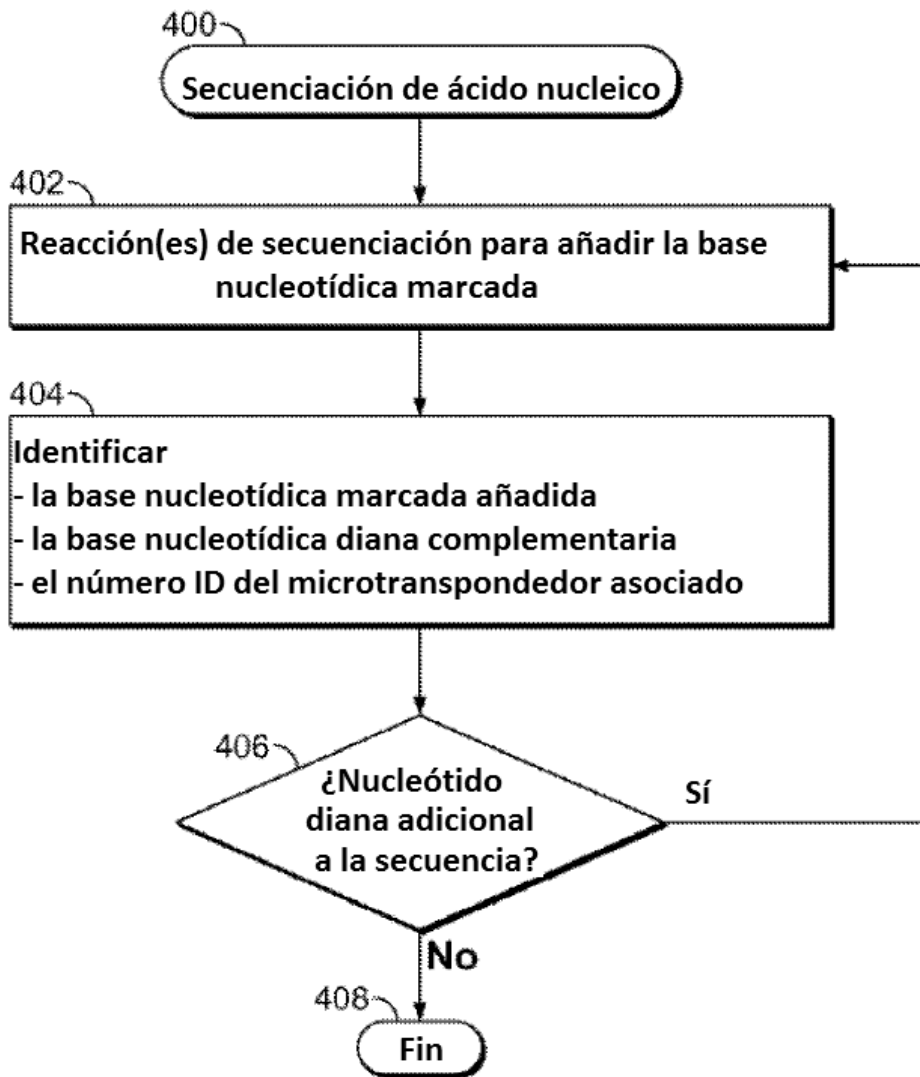 400
Secuenciación de ácido nucleico
402
Reacción(es) de secuenciación para añadir la base
nucleotídica marcada
404
Identificar
- la base nucleotídica marcada añadida
- la base nucleotídica diana complementaria
- el número ID del microtranspondedor asociado
406
¿Nucleótido
diana adicional
a la secuencia?
Sí
No
408
Fin